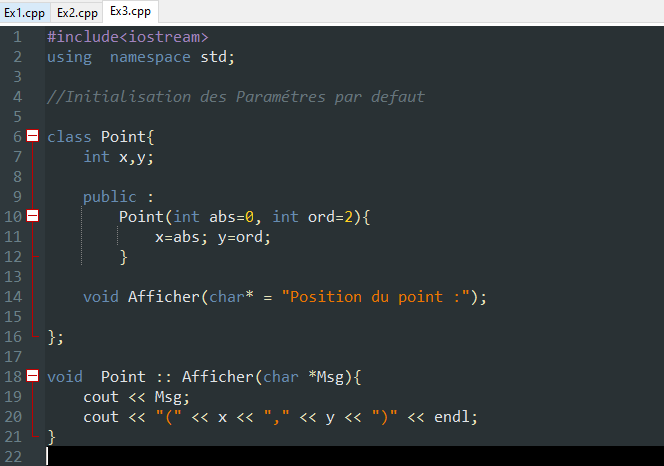 Ex1.cpp Ex2.cpp Ex3.cpp
1 #include<iostream>
2 using  namespace std;
3
4 //Initialisation des Paramétres par defaut
5
6 class Point{
7     int x,y;
8
9     public :
10         Point(int abs=0, int ord=2){
11             x=abs; y=ord;
12         }
13
14     void Afficher(char* = "Position du point :");
15
16 };
17
18 void  Point :: Afficher(char *Msg){
19     cout << Msg;
20     cout << "(" << x << "," << y << ")" << endl;
21 }
22